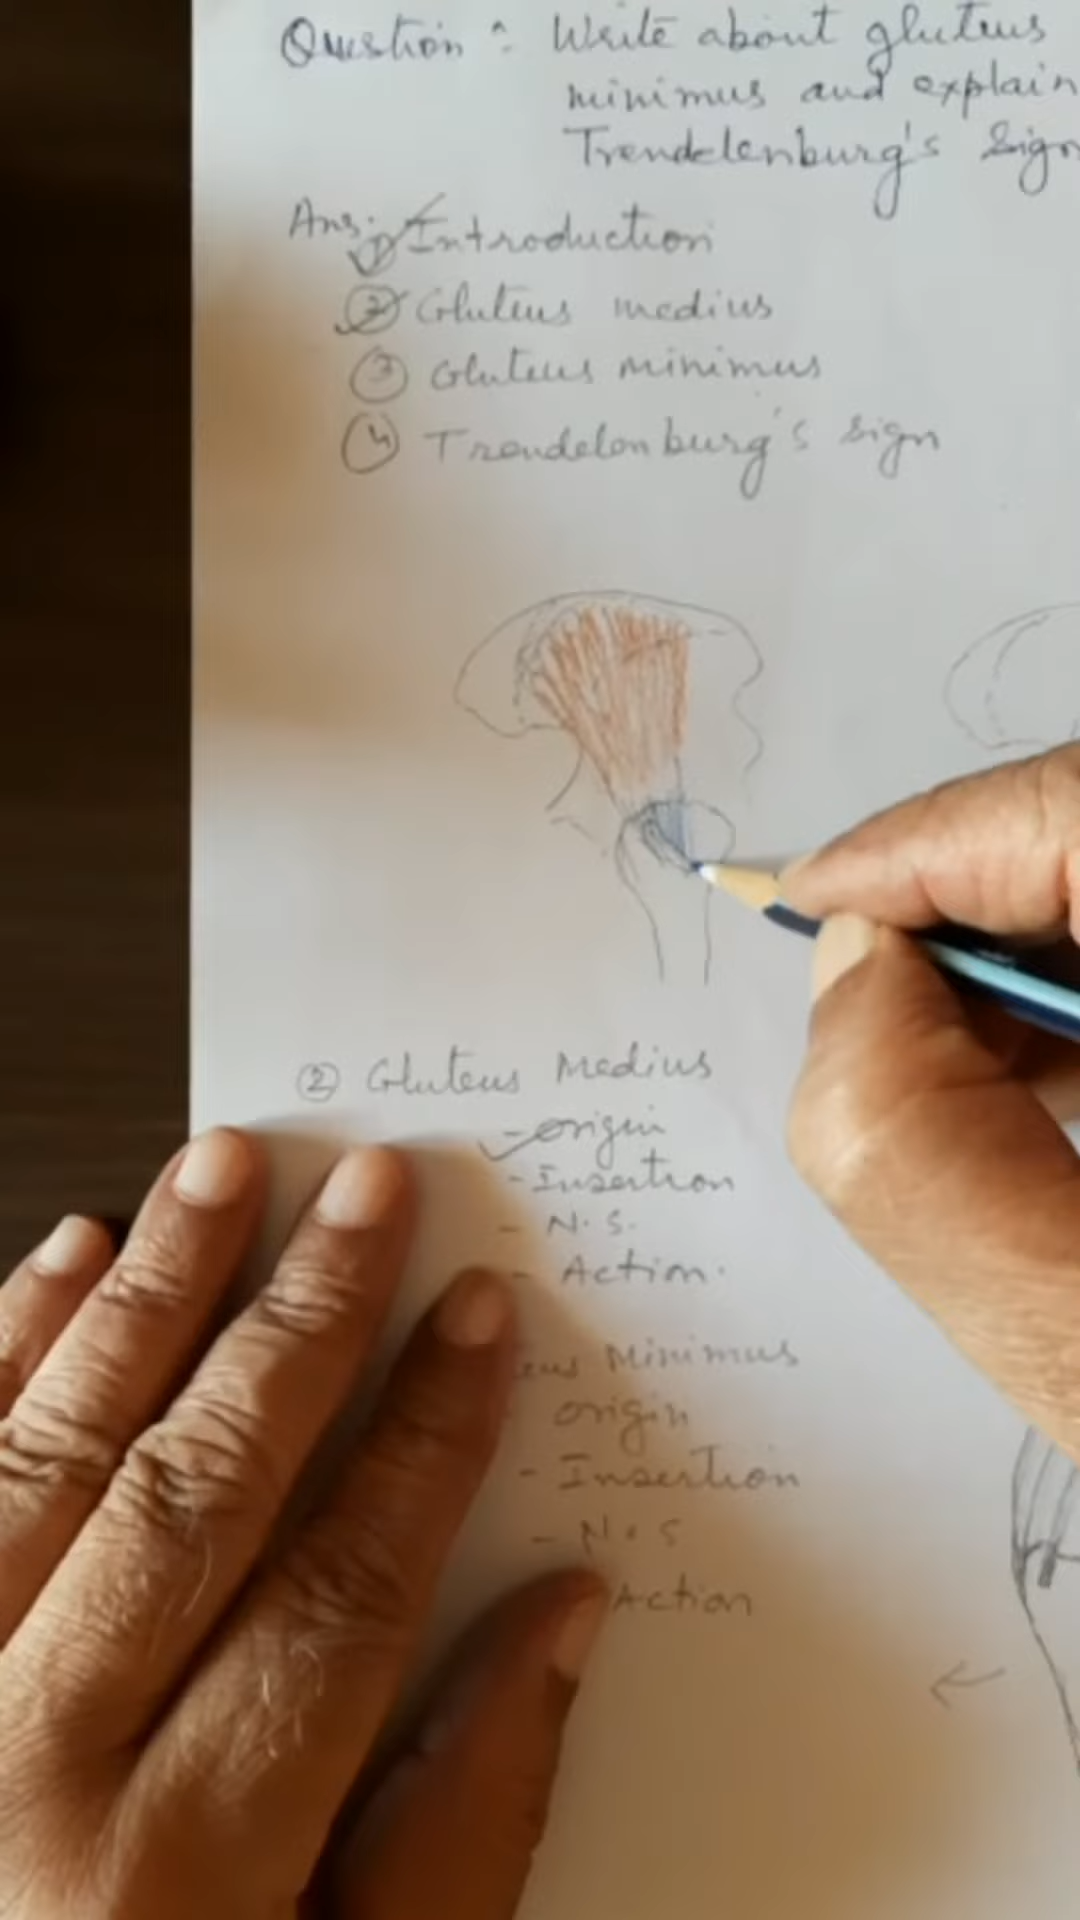 Question : Write about gluteus
minimus and explain
Trendelenburg's Sign
Ans. ① Introduction
② Gluteus medius
③ Gluteus minimus
④ Trendelenburg's sign
② Gluteus Medius
- origin
- Insertion
- N. S.
- Action.
eus Minimus
origin
- Insertion
- N. S
Action